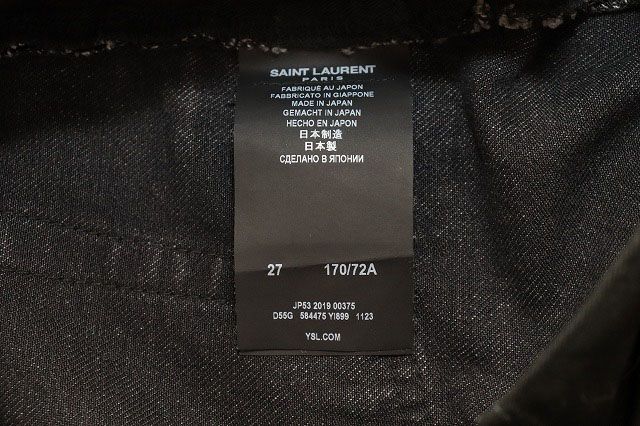 SAINT LAURENT
PARIS
FABRIQUÉ AU JAPON
FABBRICATO IN GIAPPONE
MADE IN JAPAN
GEMACHT IN JAPAN
HECHO EN JAPON
日本制造
日本製
СДЕЛАНО В ЯПОНИИ
27 170/72A
JP53 2019 00375
D55G 584475 YI899 1123
YSL.COM